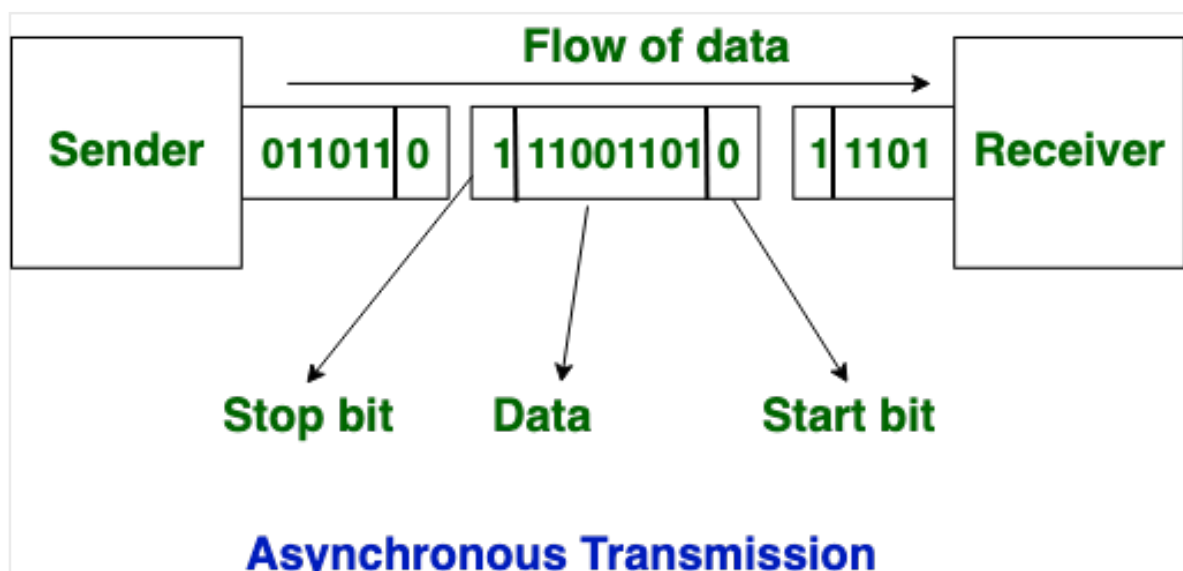 Flow of data
Sender 011011 0 1 11001101 0 1 1101 Receiver
Stop bit Data Start bit
Asynchronous Transmission